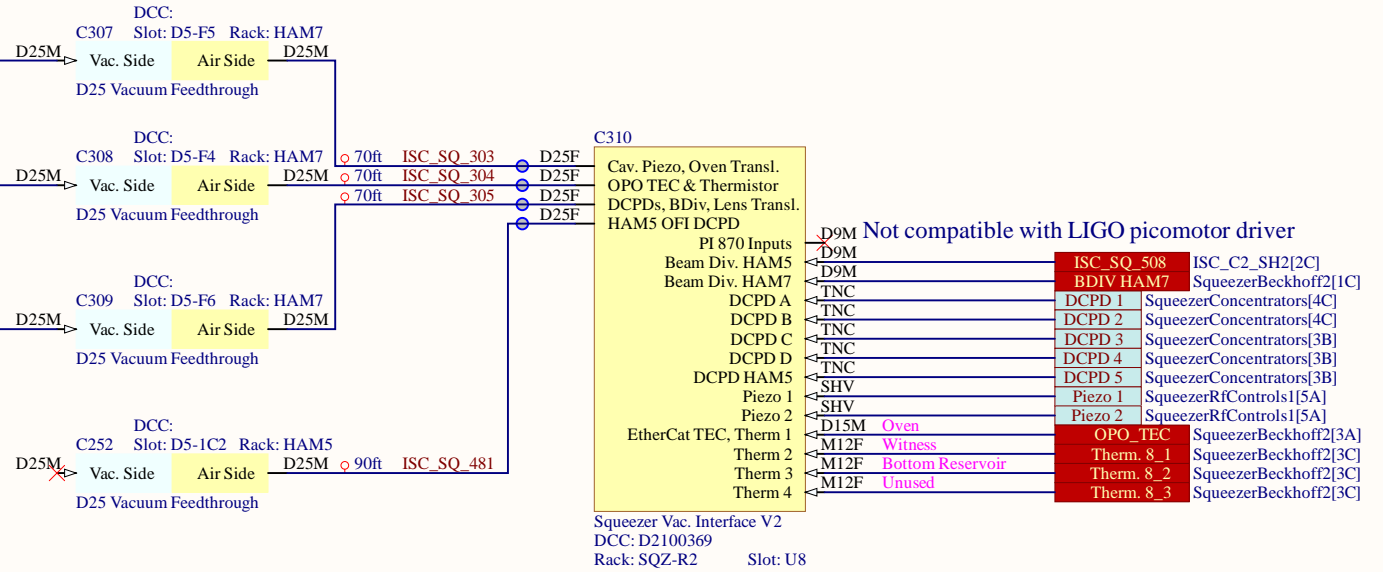 DCC:
C307 Slot: D5-F5 Rack: HAM7
D25M Vac. Side Air Side D25M
D25 Vacuum Feedthrough
DCC:
C308 Slot: D5-F4 Rack: HAM7
D25M Vac. Side Air Side D25M
D25 Vacuum Feedthrough
DCC:
C309 Slot: D5-F6 Rack: HAM7
D25M Vac. Side Air Side D25M
D25 Vacuum Feedthrough
DCC:
C252 Slot: D5-1C2 Rack: HAM5
D25M Vac. Side Air Side D25M
D25 Vacuum Feedthrough
70ft ISC_SQ_303
70ft ISC_SQ_304
70ft ISC_SQ_305
90ft ISC_SQ_481
C310
D25F Cav. Piezo, Oven Transl.
D25F OPO TEC & Thermistor
D25F DCPDs, BDiv, Lens Transl.
D25F HAM5 OFI DCPD
PI 870 Inputs D9M Not compatible with LIGO picomotor driver
Beam Div. HAM5 D9M ISC_SQ_508 ISC_C2_SH2[2C]
Beam Div. HAM7 D9M BDIV HAM7 SqueezerBeckhoff2[1C]
DCPD A TNC DCPD 1 SqueezerConcentrators[4C]
DCPD B TNC DCPD 2 SqueezerConcentrators[4C]
DCPD C TNC DCPD 3 SqueezerConcentrators[3B]
DCPD D TNC DCPD 4 SqueezerConcentrators[3B]
DCPD HAM5 TNC DCPD 5 SqueezerConcentrators[3B]
Piezo 1 SHV Piezo 1 SqueezerRfControls1[5A]
Piezo 2 SHV Piezo 2 SqueezerRfControls1[5A]
EtherCat TEC, Therm 1 D15M Oven OPO_TEC SqueezerBeckhoff2[3A]
Therm 2 M12F Witness Therm. 8_1 SqueezerBeckhoff2[3C]
Therm 3 M12F Bottom Reservoir Therm. 8_2 SqueezerBeckhoff2[3C]
Therm 4 M12F Unused Therm. 8_3 SqueezerBeckhoff2[3C]
Squeezer Vac. Interface V2
DCC: D2100369
Rack: SQZ-R2 Slot: U8